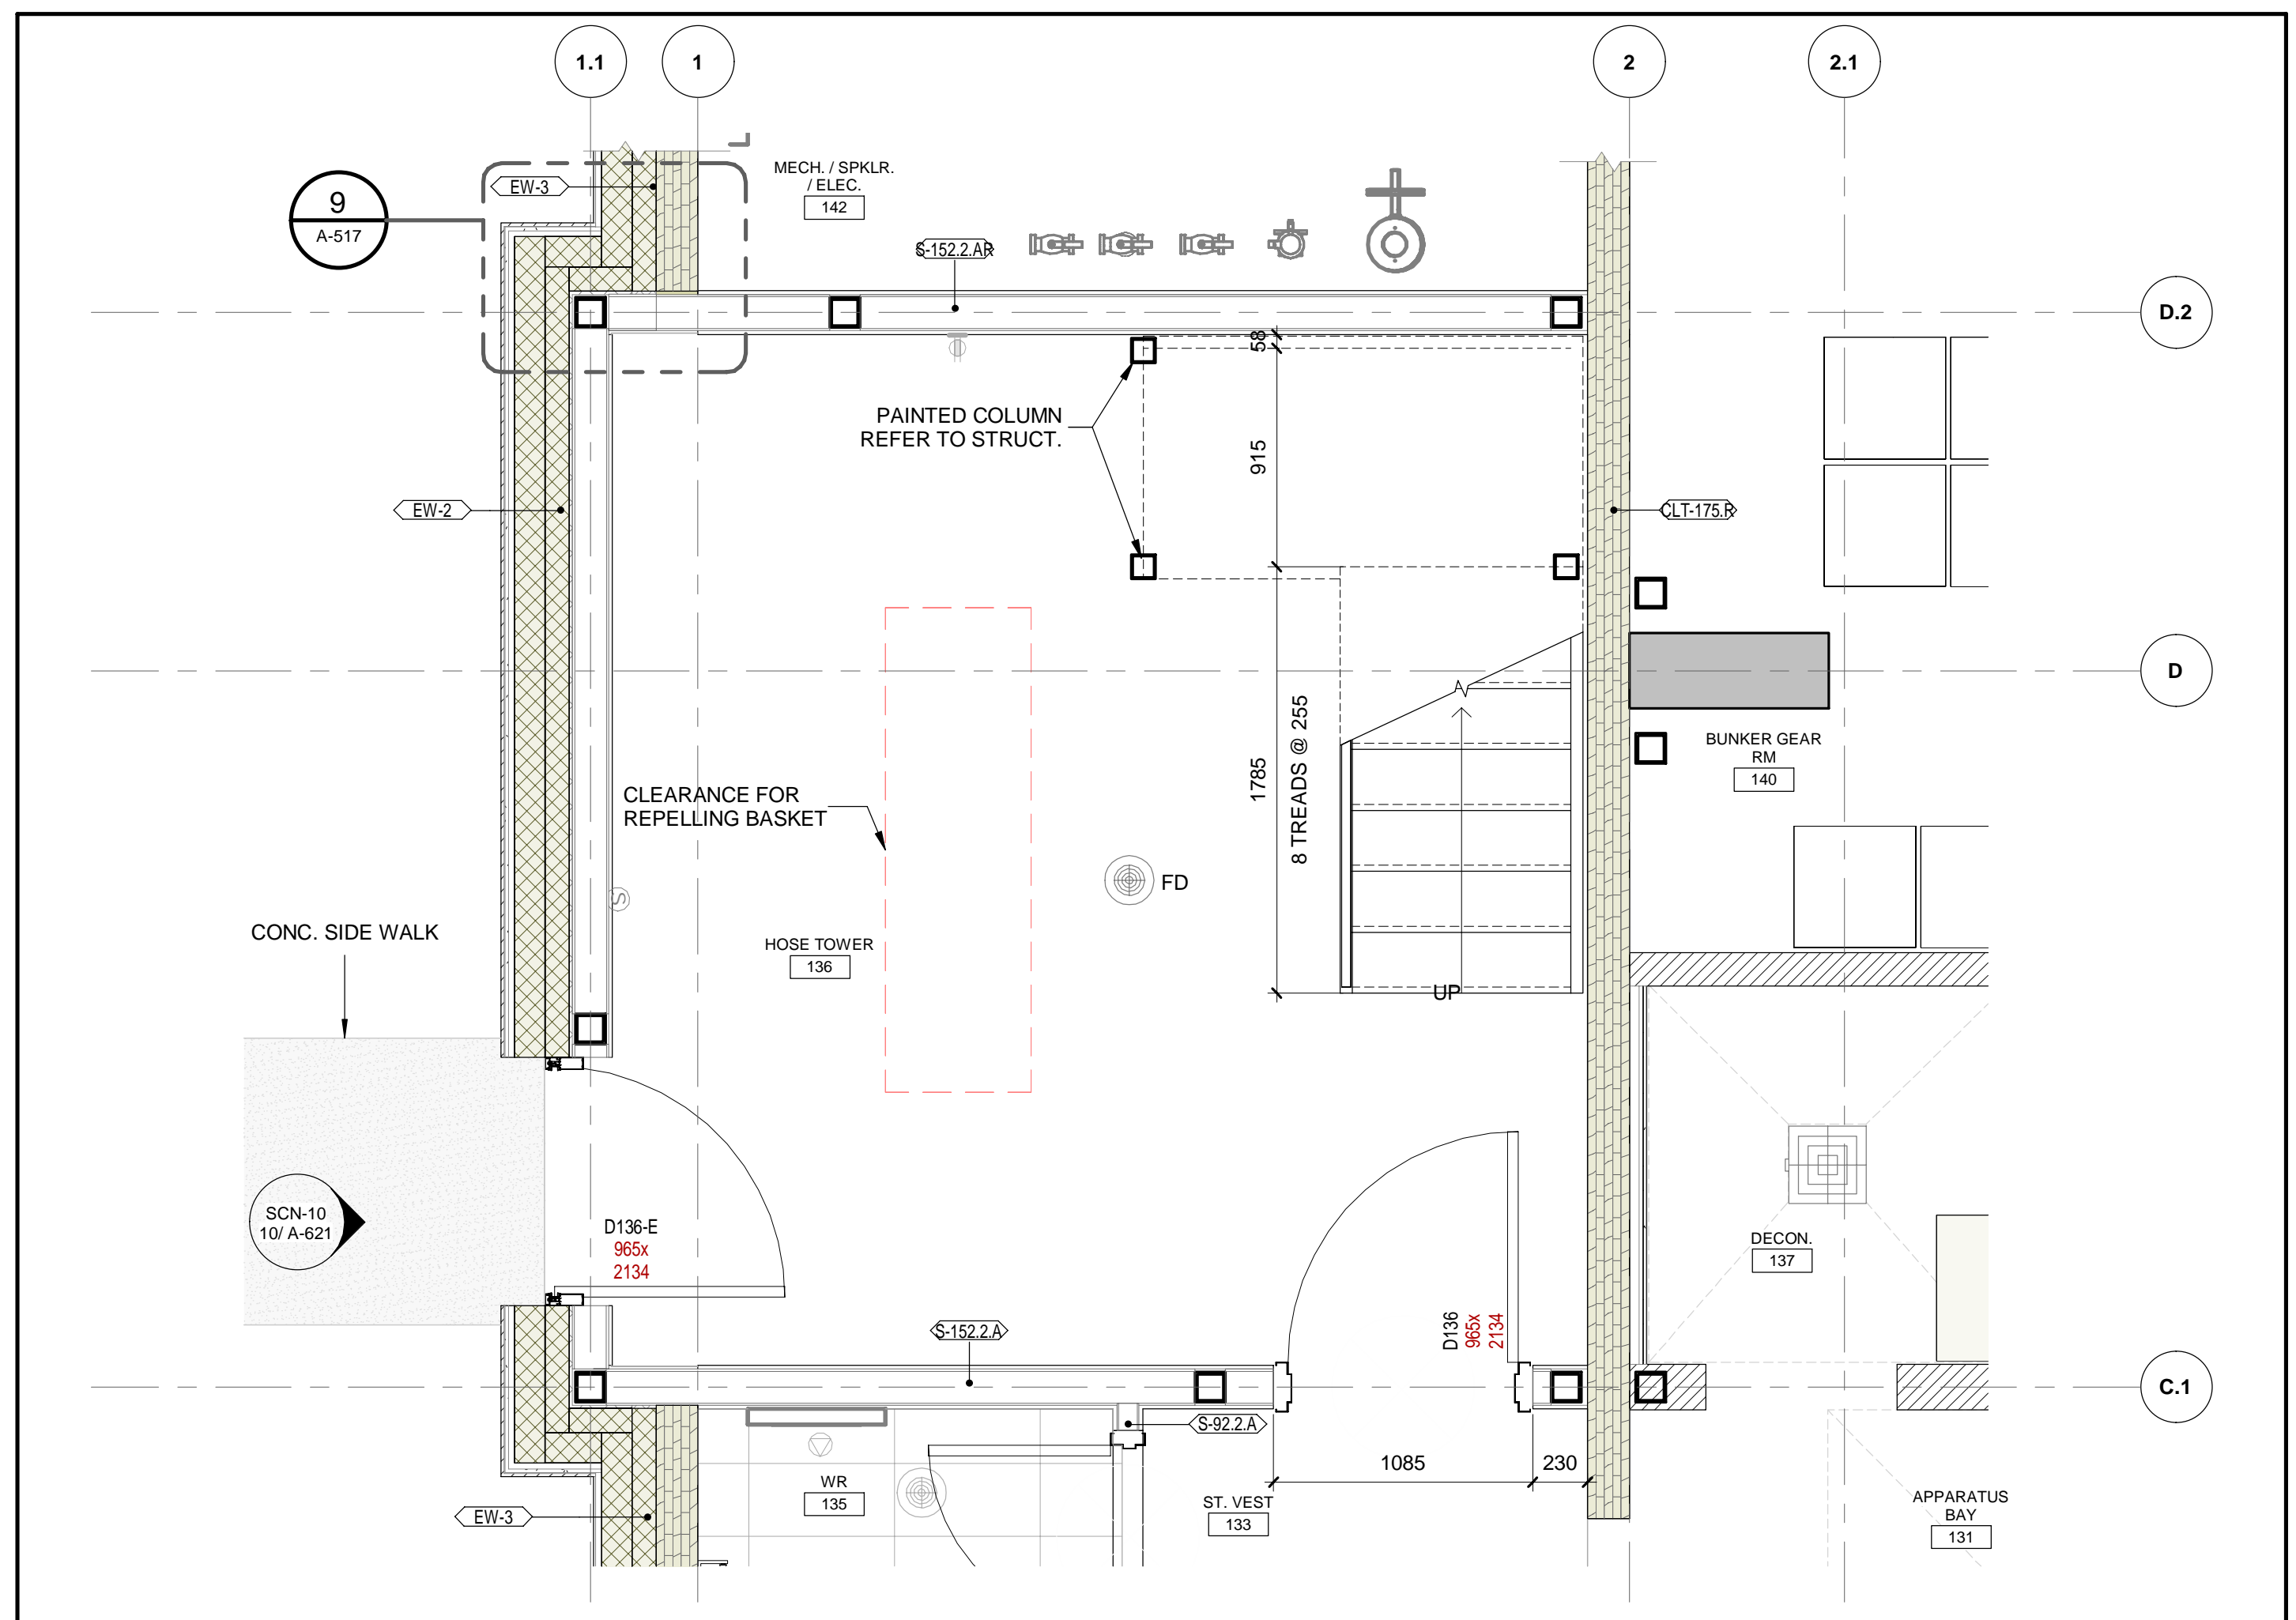 1.1
1
2
2.1
MECH. / SPKLR.
/ ELEC.
142
EW-3
9
A-517
S-152.2.AR
D.2
58
PAINTED COLUMN
REFER TO STRUCT.
915
EW-2
CLT-175.R
D
8 TREADS @ 255
1785
BUNKER GEAR
RM
140
CLEARANCE FOR
REPELLING BASKET
FD
S
CONC. SIDE WALK
HOSE TOWER
136
UP
SCN-10
10/ A-621
D136-E
965x
2134
DECON.
137
S-152.2.A
D136
965x
2134
C.1
S-92.2.A
1085
230
WR
135
ST. VEST
133
APPARATUS
BAY
131
EW-3